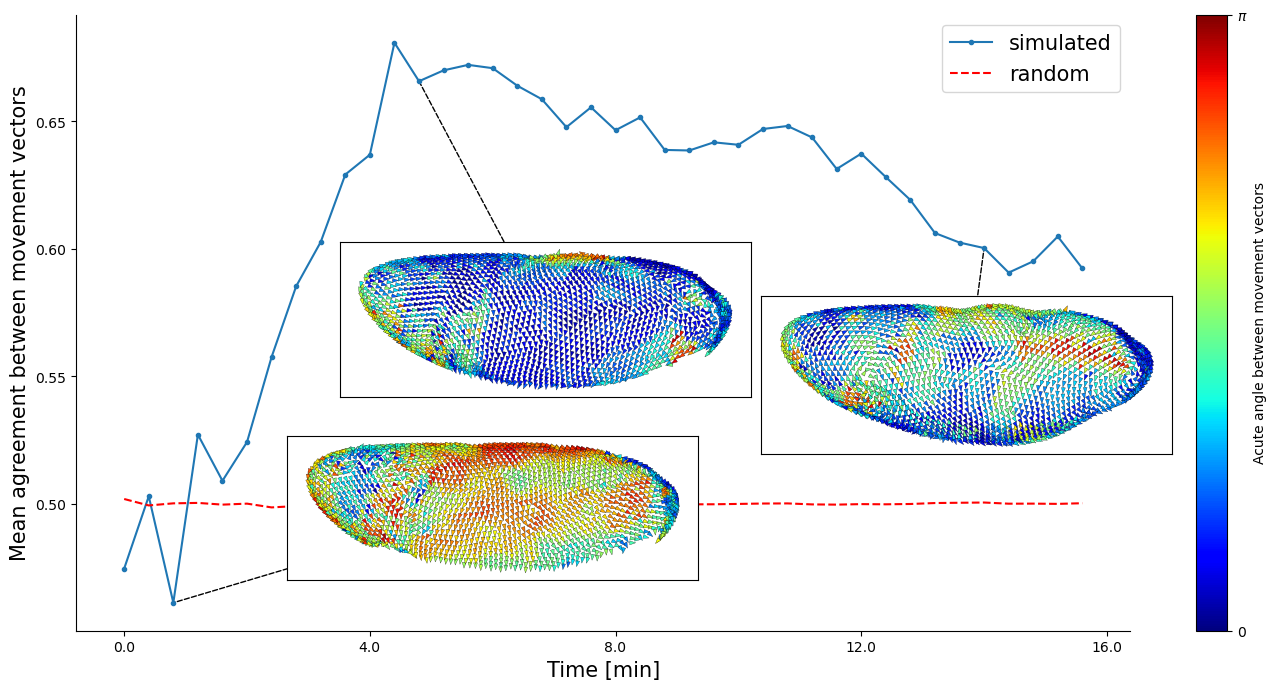 simulated
random
Mean agreement between movement vectors
0.65
0.60
0.55
0.50
0.0
4.0
8.0
12.0
16.0
Time [min]
π
0
Acute angle between movement vectors